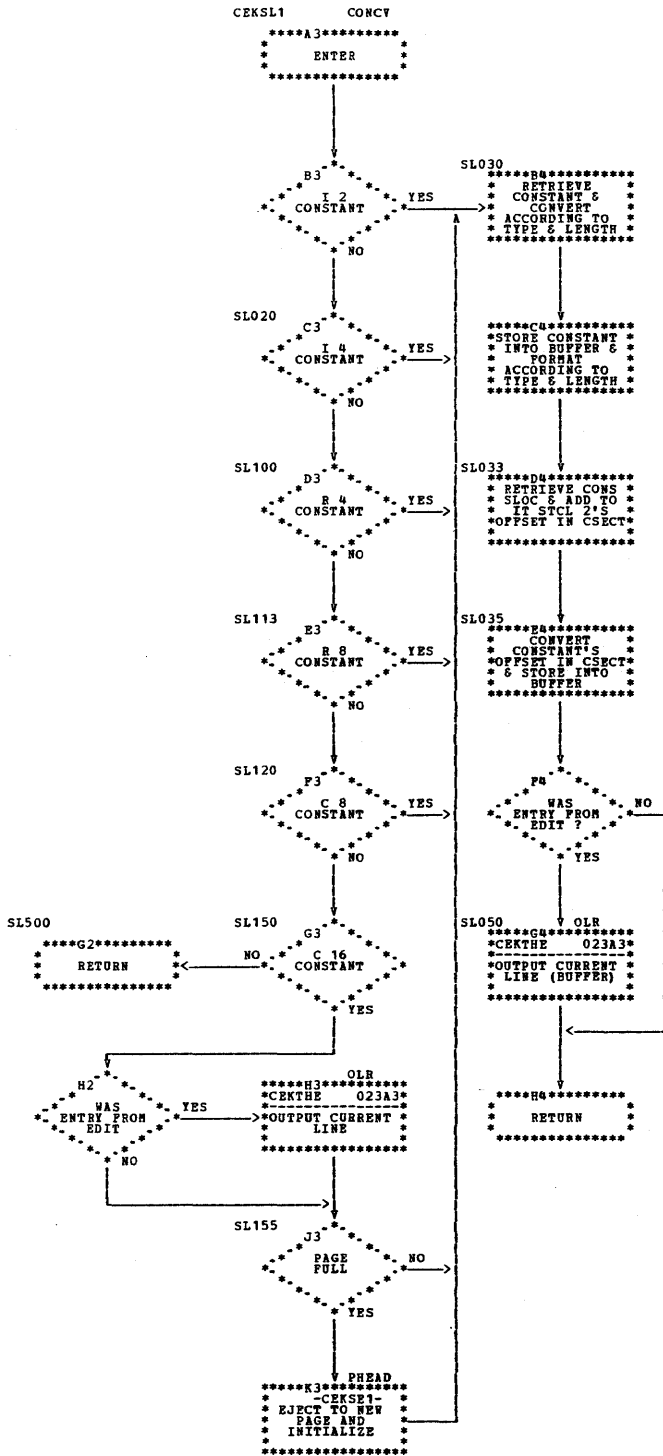 CEKSL1 CONCV
A3
ENTER
B3
I 2
CONSTANT
YES
NO
SL030
B4
RETRIEVE
CONSTANT &
CONVERT
ACCORDING TO
TYPE & LENGTH
SL020
C3
I 4
CONSTANT
YES
NO
C4
STORE CONSTANT
INTO BUFFER &
FORMAT
ACCORDING TO
TYPE & LENGTH
SL100
D3
R 4
CONSTANT
YES
NO
SL033
D4
RETRIEVE CONS
SLOC & ADD TO
IT STCL 2'S
OFFSET IN CSECT
SL113
E3
R 8
CONSTANT
YES
NO
SL035
E4
CONVERT
CONSTANT'S
OFFSET IN CSECT
& STORE INTO
BUFFER
SL120
F3
C 8
CONSTANT
YES
NO
F4
WAS
ENTRY FROM
EDIT ?
NO
YES
SL500
G2
RETURN
SL150
G3
C 16
CONSTANT
NO
YES
SL050 OLR
G4
CEKTHE 023A3
OUTPUT CURRENT
LINE (BUFFER)
H2
WAS
ENTRY FROM
EDIT
YES
NO
OLR
H3
CEKTHE 023A3
OUTPUT CURRENT
LINE
H4
RETURN
SL155
J3
PAGE
FULL
NO
YES
PHEAD
K3
-CEKSE1-
EJECT TO NEW
PAGE AND
INITIALIZE